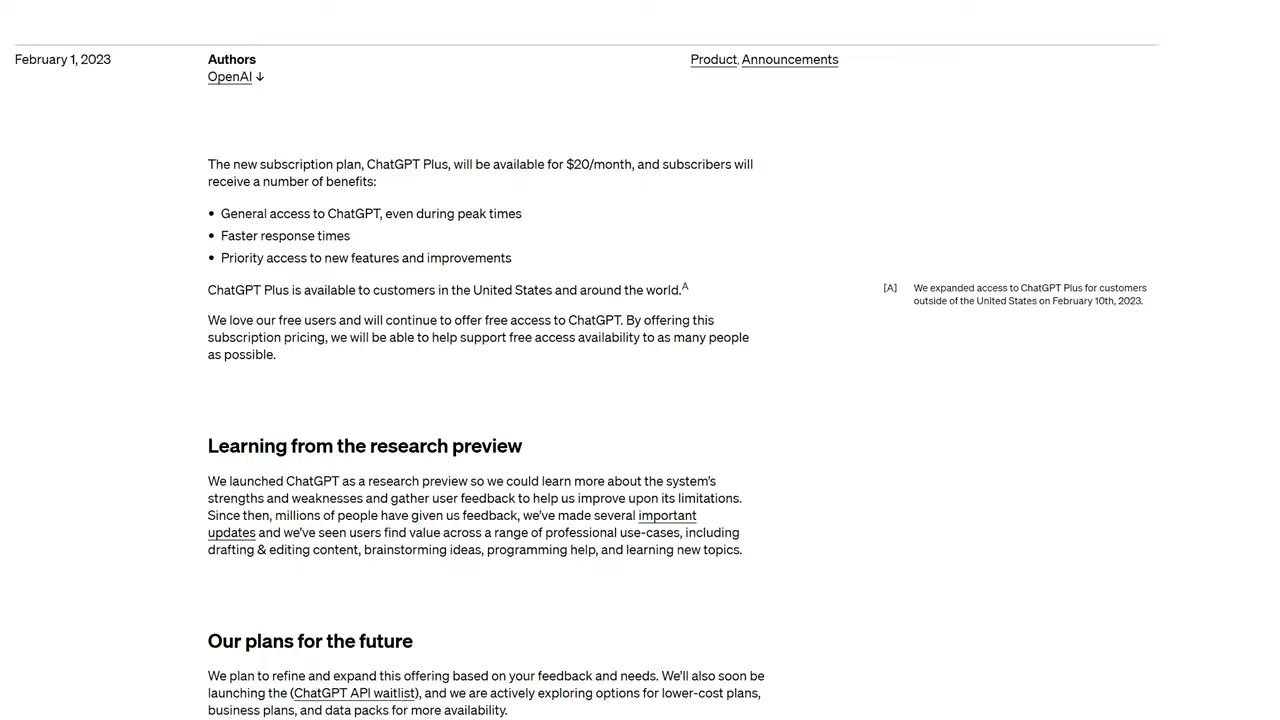 February 1, 2023
Authors
OpenAI ↓
Product, Announcements
The new subscription plan, ChatGPT Plus, will be available for $20/month, and subscribers will
receive a number of benefits:
• General access to ChatGPT, even during peak times
• Faster response times
• Priority access to new features and improvements
ChatGPT Plus is available to customers in the United States and around the world.A
[A] We expanded access to ChatGPT Plus for customers
outside of the United States on February 10th, 2023.
We love our free users and will continue to offer free access to ChatGPT. By offering this
subscription pricing, we will be able to help support free access availability to as many people
as possible.
Learning from the research preview
We launched ChatGPT as a research preview so we could learn more about the system’s
strengths and weaknesses and gather user feedback to help us improve upon its limitations.
Since then, millions of people have given us feedback, we’ve made several important
updates and we’ve seen users find value across a range of professional use-cases, including
drafting & editing content, brainstorming ideas, programming help, and learning new topics.
Our plans for the future
We plan to refine and expand this offering based on your feedback and needs. We’ll also soon be
launching the (ChatGPT API waitlist), and we are actively exploring options for lower-cost plans,
business plans, and data packs for more availability.